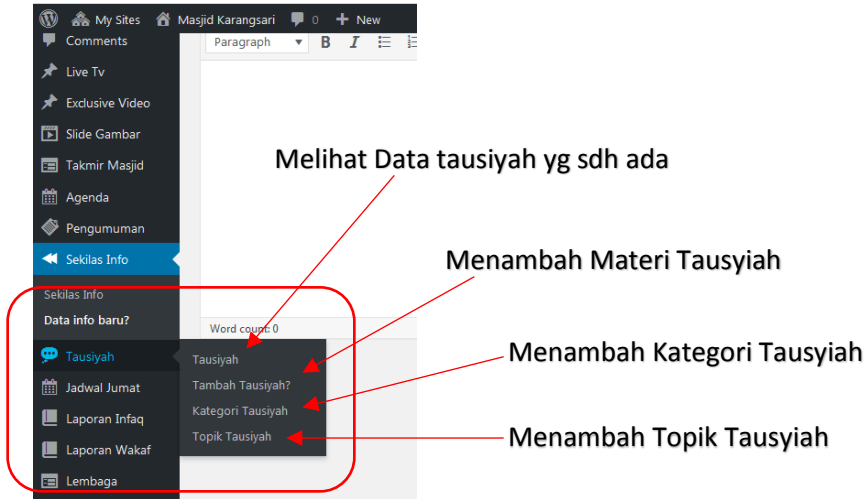 My Sites Masjid Karangsari 0 + New
Comments
Paragraph B I
Live Tv
Exclusive Video
Slide Gambar
Takmir Masjid
Melihat Data tausiyah yg sdh ada
Agenda
Pengumuman
Sekilas Info
Menambah Materi Tausyiah
Sekilas Info
Data info baru?
Word count: 0
Tausiyah
Tausiyah
Menambah Kategori Tausyiah
Jadwal Jumat
Tambah Tausiyah?
Laporan Infaq
Kategori Tausiyah
Topik Tausiyah
Menambah Topik Tausyiah
Laporan Wakaf
Lembaga